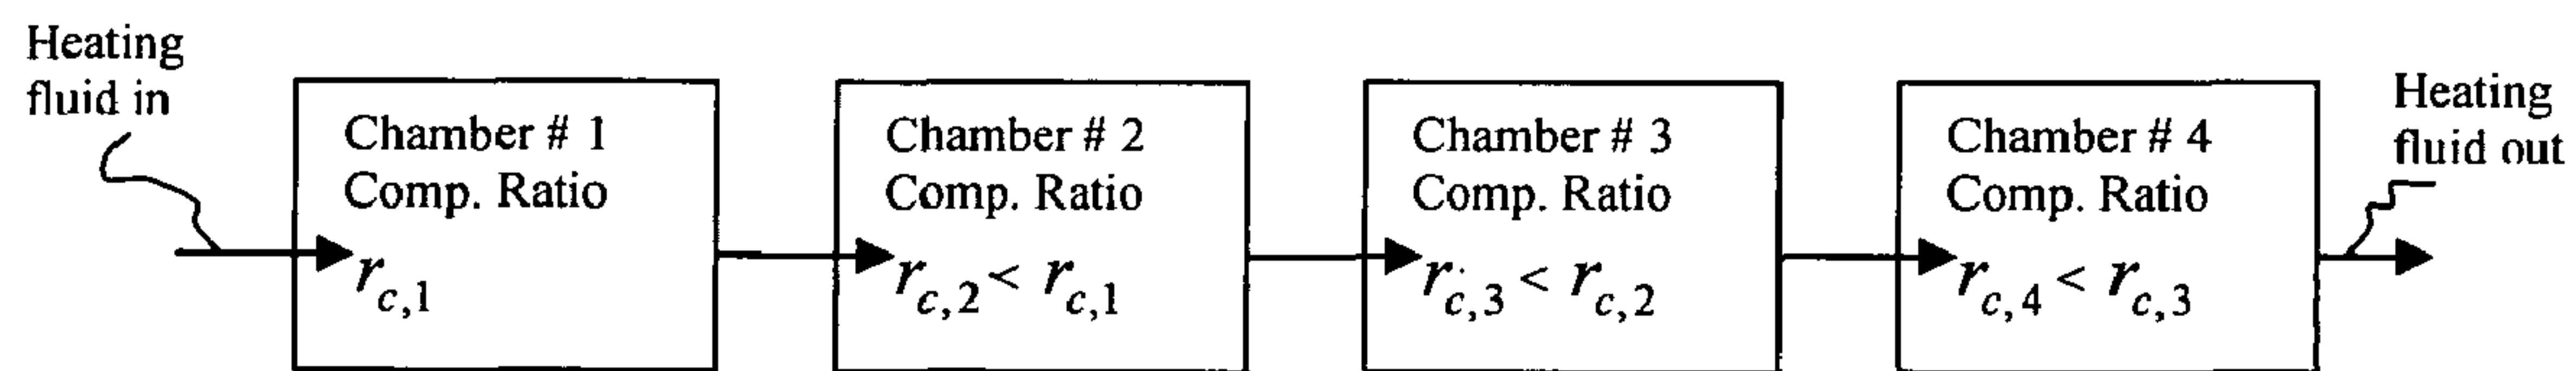 Heating
fluid in
Chamber # 1
Comp. Ratio
r_{c,1}
Chamber # 2
Comp. Ratio
r_{c,2} < r_{c,1}
Chamber # 3
Comp. Ratio
r_{c,3} < r_{c,2}
Chamber # 4
Comp. Ratio
r_{c,4} < r_{c,3}
Heating
fluid out